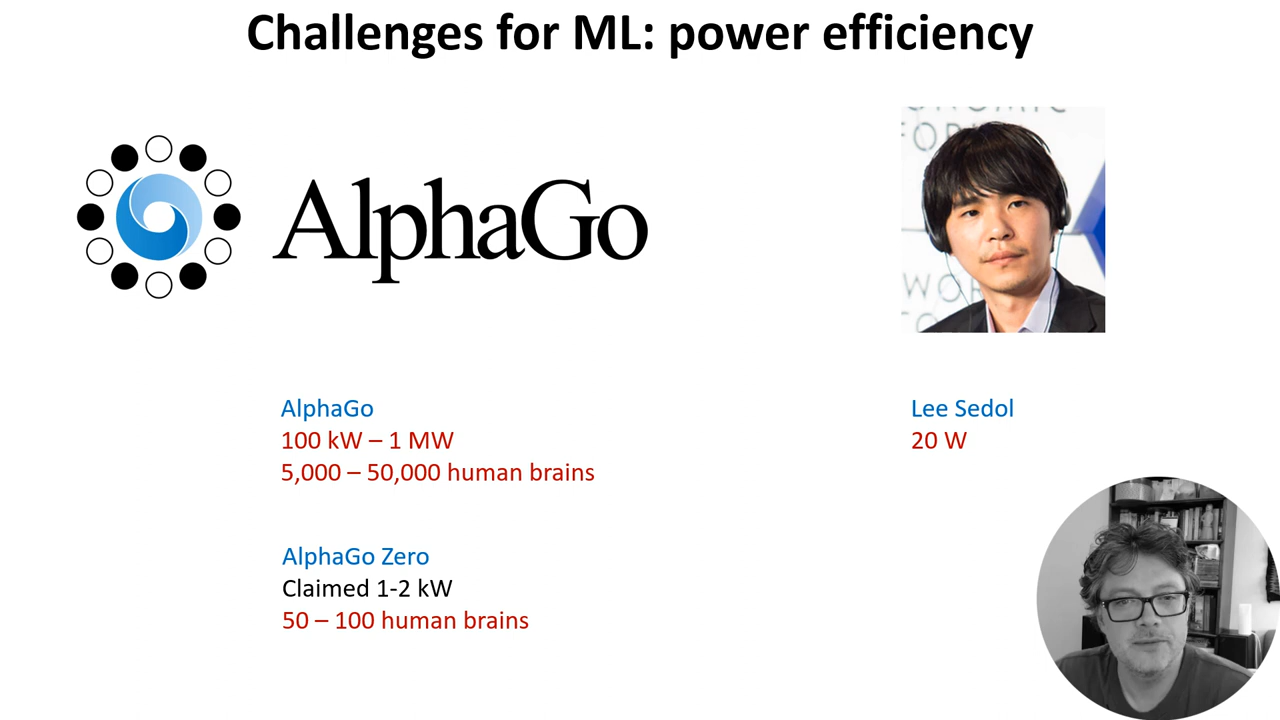 Challenges for ML: power efficiency
AlphaGo
AlphaGo
100 kW – 1 MW
5,000 – 50,000 human brains
AlphaGo Zero
Claimed 1-2 kW
50 – 100 human brains
Lee Sedol
20 W